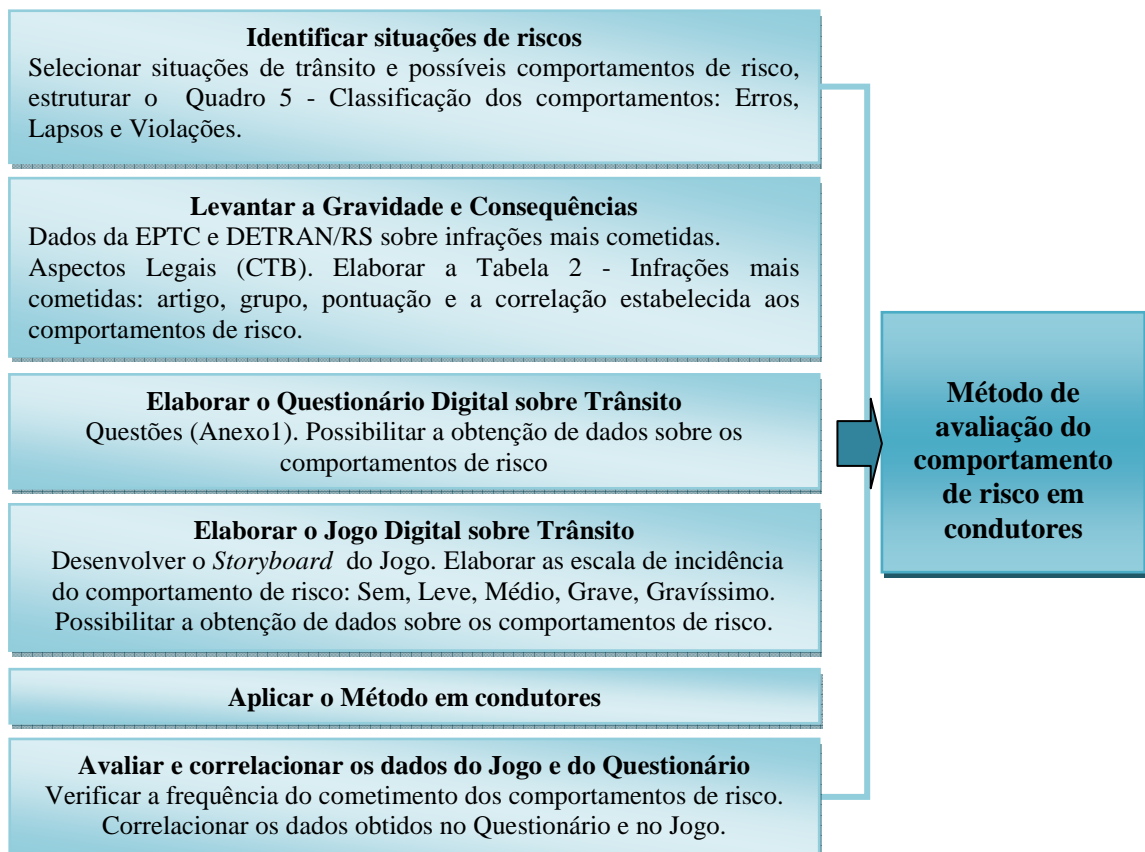 Identificar situações de riscos
Selecionar situações de trânsito e possíveis comportamentos de risco,
estruturar o Quadro 5 - Classificação dos comportamentos: Erros,
Lapsos e Violações.
Levantar a Gravidade e Consequências
Dados da EPTC e DETRAN/RS sobre infrações mais cometidas.
Aspectos Legais (CTB). Elaborar a Tabela 2 - Infrações mais
cometidas: artigo, grupo, pontuação e a correlação estabelecida aos
comportamentos de risco.
Elaborar o Questionário Digital sobre Trânsito
Questões (Anexo1). Possibilitar a obtenção de dados sobre os
comportamentos de risco
Elaborar o Jogo Digital sobre Trânsito
Desenvolver o Storyboard do Jogo. Elaborar as escala de incidência
do comportamento de risco: Sem, Leve, Médio, Grave, Gravíssimo.
Possibilitar a obtenção de dados sobre os comportamentos de risco.
Aplicar o Método em condutores
Avaliar e correlacionar os dados do Jogo e do Questionário
Verificar a frequência do cometimento dos comportamentos de risco.
Correlacionar os dados obtidos no Questionário e no Jogo.
Método de
avaliação do
comportamento
de risco em
condutores